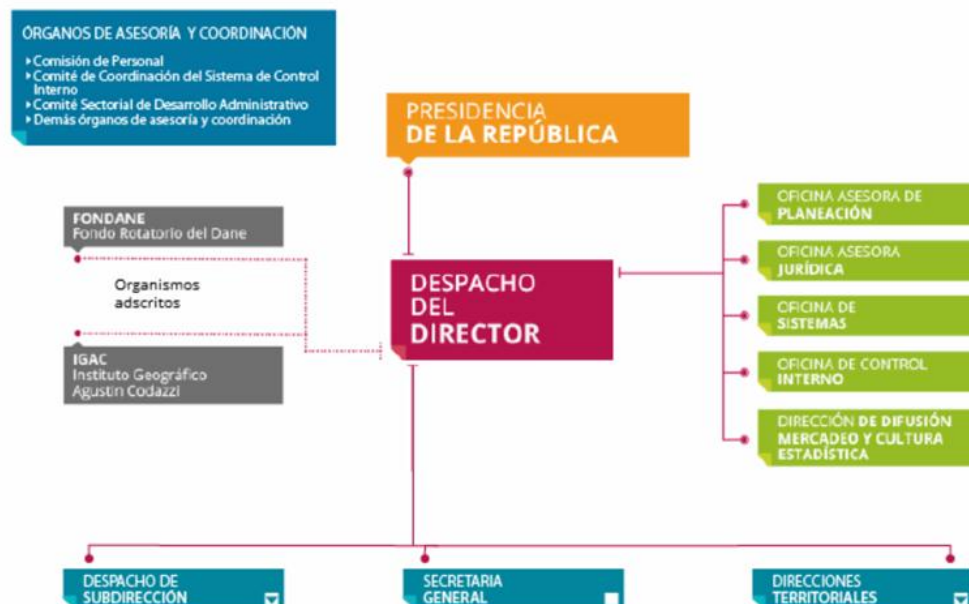 ÓRGANOS DE ASESORÍA Y COORDINACIÓN
Comisión de Personal
Comité de Coordinación del Sistema de Control
Interno
Comité Sectorial de Desarrollo Administrativo
Demás órganos de asesoría y coordinación
PRESIDENCIA
DE LA REPÚBLICA
FONDANE
Fondo Rotatorio del Dane
Organismos
adscritos
IGAC
Instituto Geográfico
Agustín Codazzi
DESPACHO
DEL
DIRECTOR
OFICINA ASESORA DE
PLANEACIÓN
OFICINA ASESORA
JURÍDICA
OFICINA DE
SISTEMAS
OFICINA DE CONTROL
INTERNO
DIRECCIÓN DE DIFUSIÓN
MERCADEO Y CULTURA
ESTADÍSTICA
DESPACHO DE
SUBDIRECCIÓN
SECRETARIA
GENERAL
DIRECCIONES
TERRITORIALES